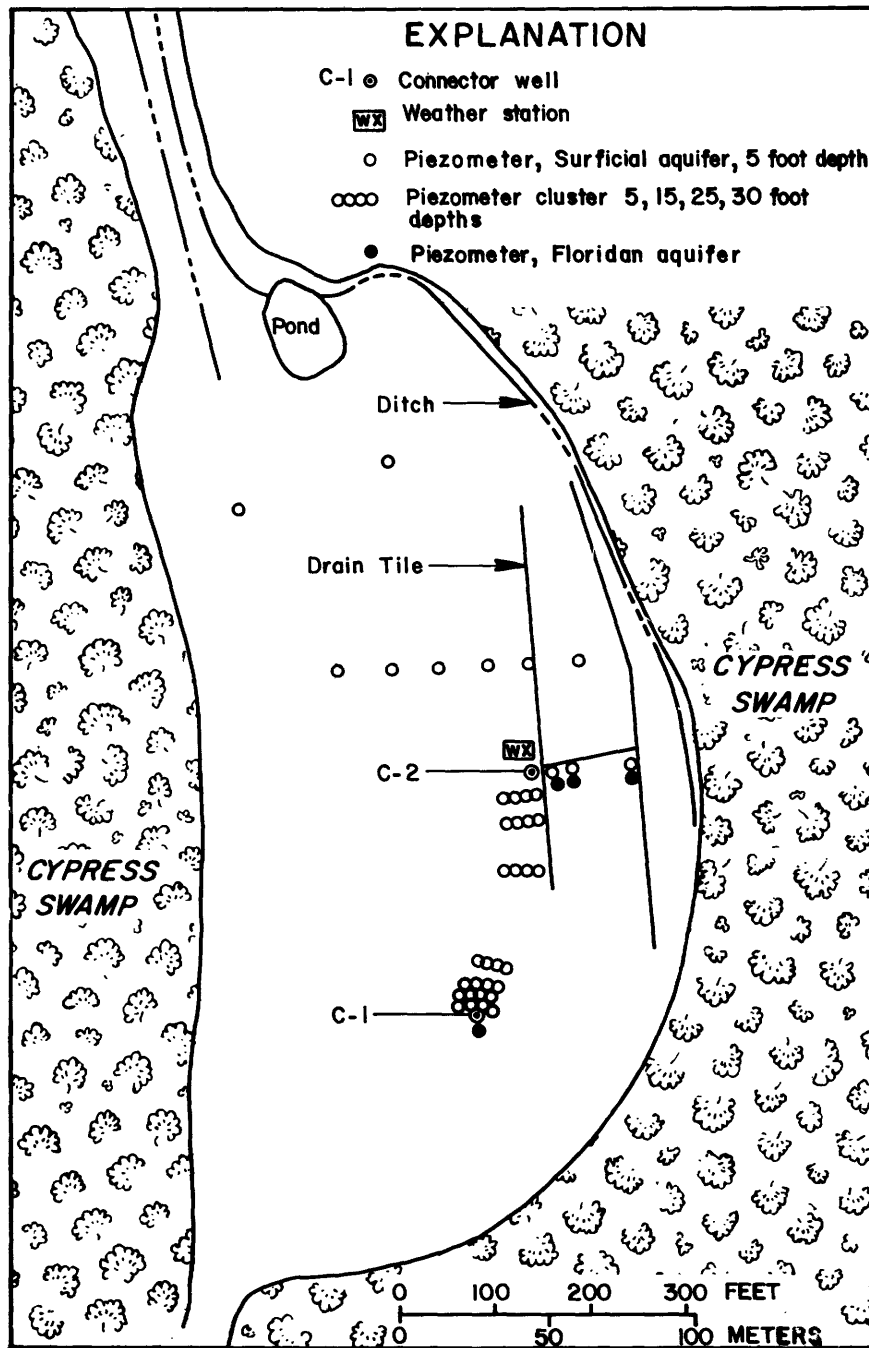 EXPLANATION
C-1 Connector well
WX Weather station
Piezometer, Surficial aquifer, 5 foot depth
Piezometer cluster 5, 15, 25, 30 foot
depths
Piezometer, Floridan aquifer
Pond
Ditch
Drain Tile
CYPRESS
SWAMP
WX
C-2
CYPRESS
SWAMP
C-1
0 100 200 300 FEET
0 50 100 METERS